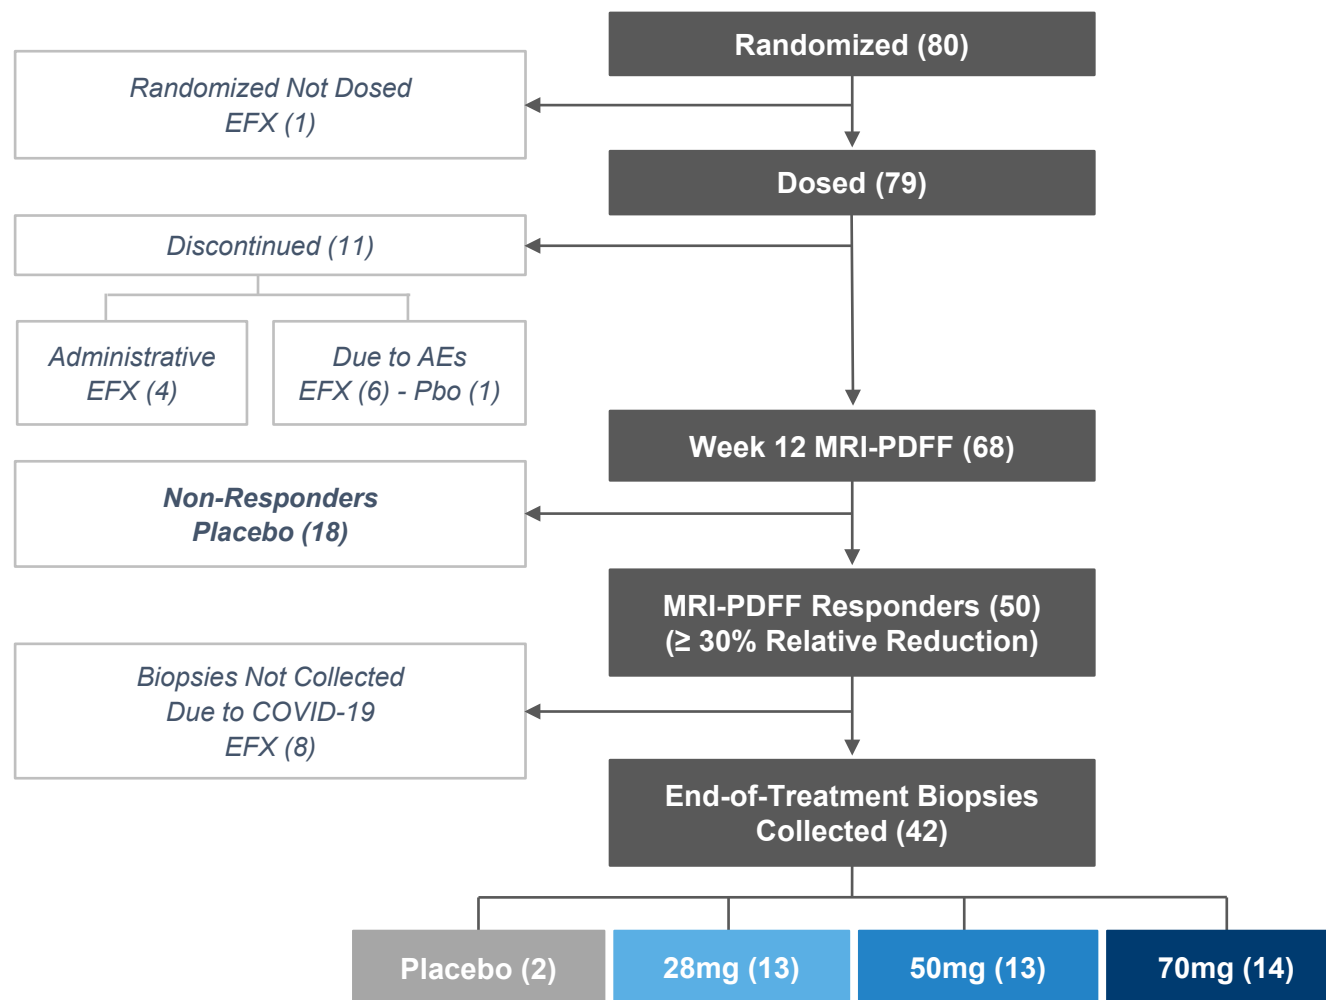 Randomized (80)
Randomized Not Dosed
EFX (1)
Dosed (79)
Discontinued (11)
Administrative
EFX (4)
Due to AEs
EFX (6) - Pbo (1)
Week 12 MRI-PDFF (68)
Non-Responders
Placebo (18)
MRI-PDFF Responders (50)
(≥ 30% Relative Reduction)
Biopsies Not Collected
Due to COVID-19
EFX (8)
End-of-Treatment Biopsies
Collected (42)
Placebo (2)
28mg (13)
50mg (13)
70mg (14)